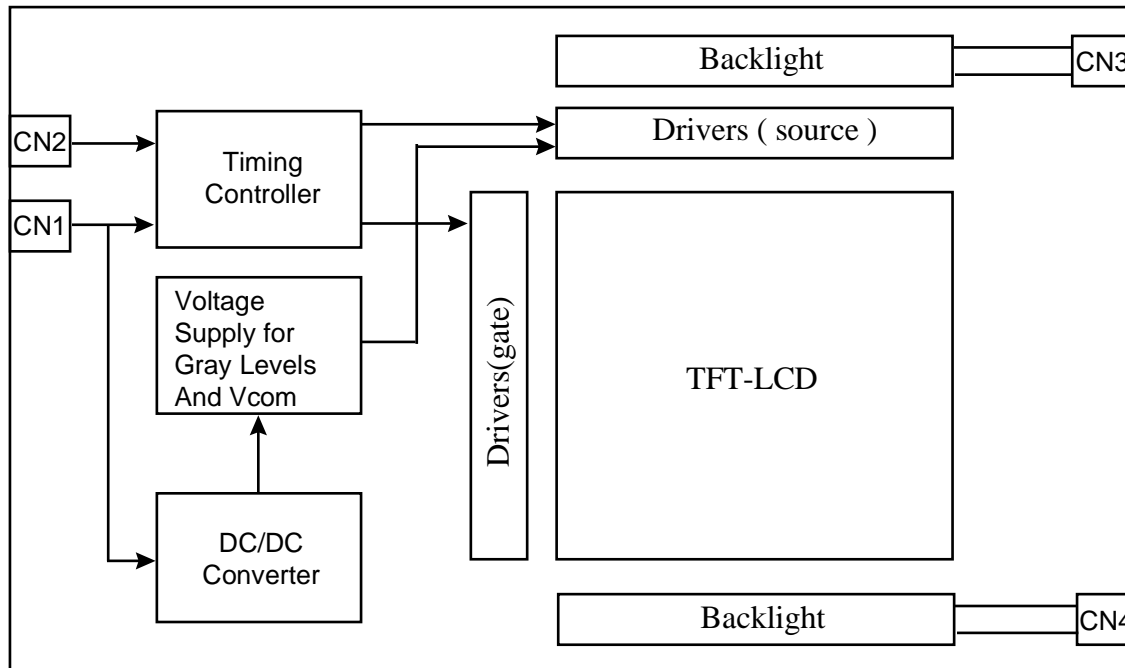 Backlight
CN3
Drivers ( source )
CN2
Timing
Controller
CN1
Voltage
Supply for
Gray Levels
And Vcom
Drivers(gate)
TFT-LCD
DC/DC
Converter
Backlight
CN4